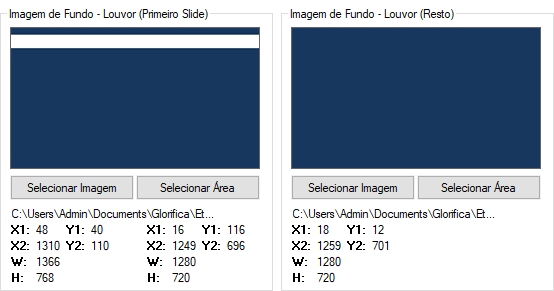 Imagem de Fundo - Louvor (Primeiro Slide)
Selecionar Imagem
Selecionar Área
C:\Users\Admin\Documents\Glorifica\Et...
X1: 48 Y1: 40 X1: 16 Y1: 116
X2: 1310 Y2: 110 X2: 1249 Y2: 696
W: 1366 W: 1280
H: 768 H: 720
Imagem de Fundo - Louvor (Resto)
Selecionar Imagem
Selecionar Área
C:\Users\Admin\Documents\Glorifica\Et...
X1: 18 Y1: 12
X2: 1259 Y2: 701
W: 1280
H: 720